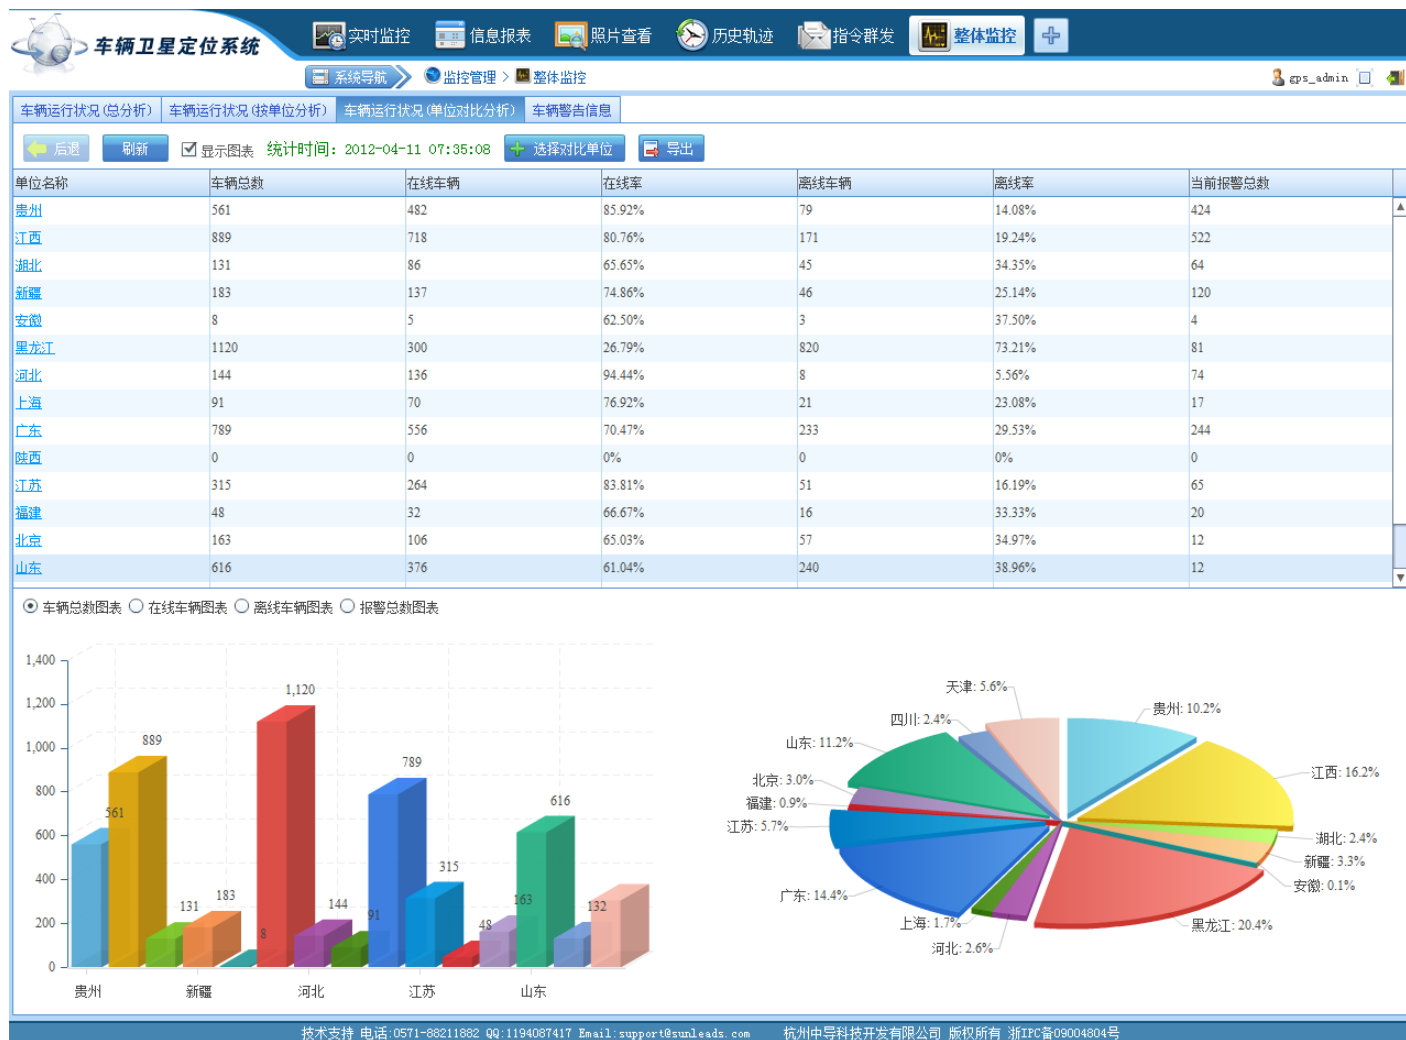 车辆卫星定位系统 实时监控 信息报表 照片查看 历史轨迹 指令群发 整体监控
系统导航 监控管理 > 整体监控 gps_admin
车辆运行状况(总分析) 车辆运行状况(按单位分析) 车辆运行状况(单位对比分析) 车辆警告信息
后退 刷新 显示图表 统计时间：2012-04-11 07:35:08 选择对比单位 导出
单位名称 车辆总数 在线车辆 在线率 离线车辆 离线率 当前报警总数
贵州 561 482 85.92% 79 14.08% 424
江西 889 718 80.76% 171 19.24% 522
湖北 131 86 65.65% 45 34.35% 64
新疆 183 137 74.86% 46 25.14% 120
安徽 8 5 62.50% 3 37.50% 4
黑龙江 1120 300 26.79% 820 73.21% 81
河北 144 136 94.44% 8 5.56% 74
上海 91 70 76.92% 21 23.08% 17
广东 789 556 70.47% 233 29.53% 244
陕西 0 0 0% 0 0% 0
江苏 315 264 83.81% 51 16.19% 65
福建 48 32 66.67% 16 33.33% 20
北京 163 106 65.03% 57 34.97% 12
山东 616 376 61.04% 240 38.96% 12
车辆总数图表 在线车辆图表 离线车辆图表 报警总数图表
1,400
1,200
1,000
800
600
400
200
0
561
889
131
183
8
1,120
144
91
789
315
48
163
616
132
贵州 新疆 河北 江苏 山东
天津: 5.6%
贵州: 10.2%
四川: 2.4%
山东: 11.2%
江西: 16.2%
北京: 3.0%
福建: 0.9%
江苏: 5.7%
湖北: 2.4%
新疆: 3.3%
安徽: 0.1%
广东: 14.4%
上海: 1.7%
黑龙江: 20.4%
河北: 2.6%
技术支持 电话:0571-88211882 QQ:1194087417 Email:support@sunleads.com 杭州中导科技开发有限公司 版权所有 浙IPC备09004804号